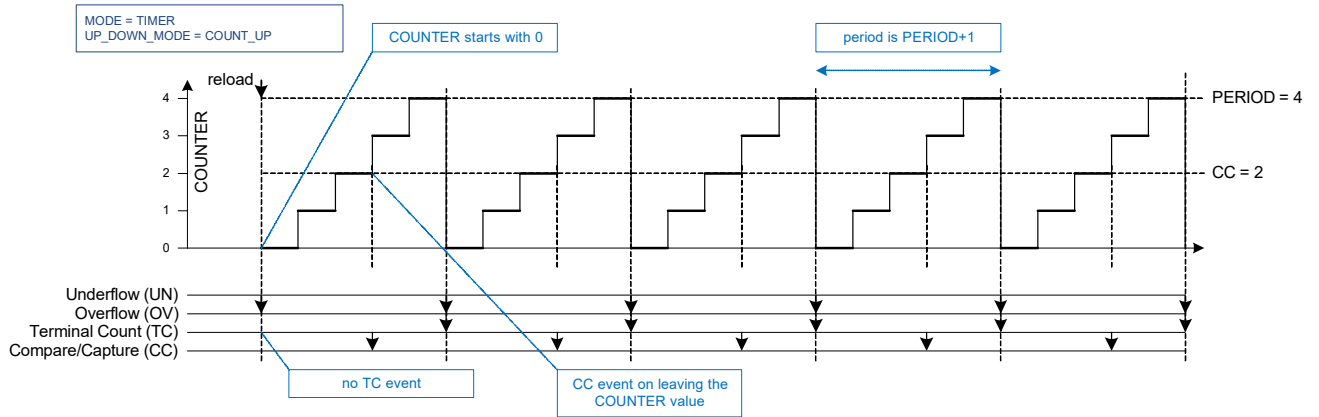 MODE = TIMER
UP_DOWN_MODE = COUNT_UP
COUNTER starts with 0
period is PERIOD+1
reload
COUNTER
4
3
2
1
0
PERIOD = 4
CC = 2
Underflow (UN)
Overflow (OV)
Terminal Count (TC)
Compare/Capture (CC)
no TC event
CC event on leaving the
COUNTER value